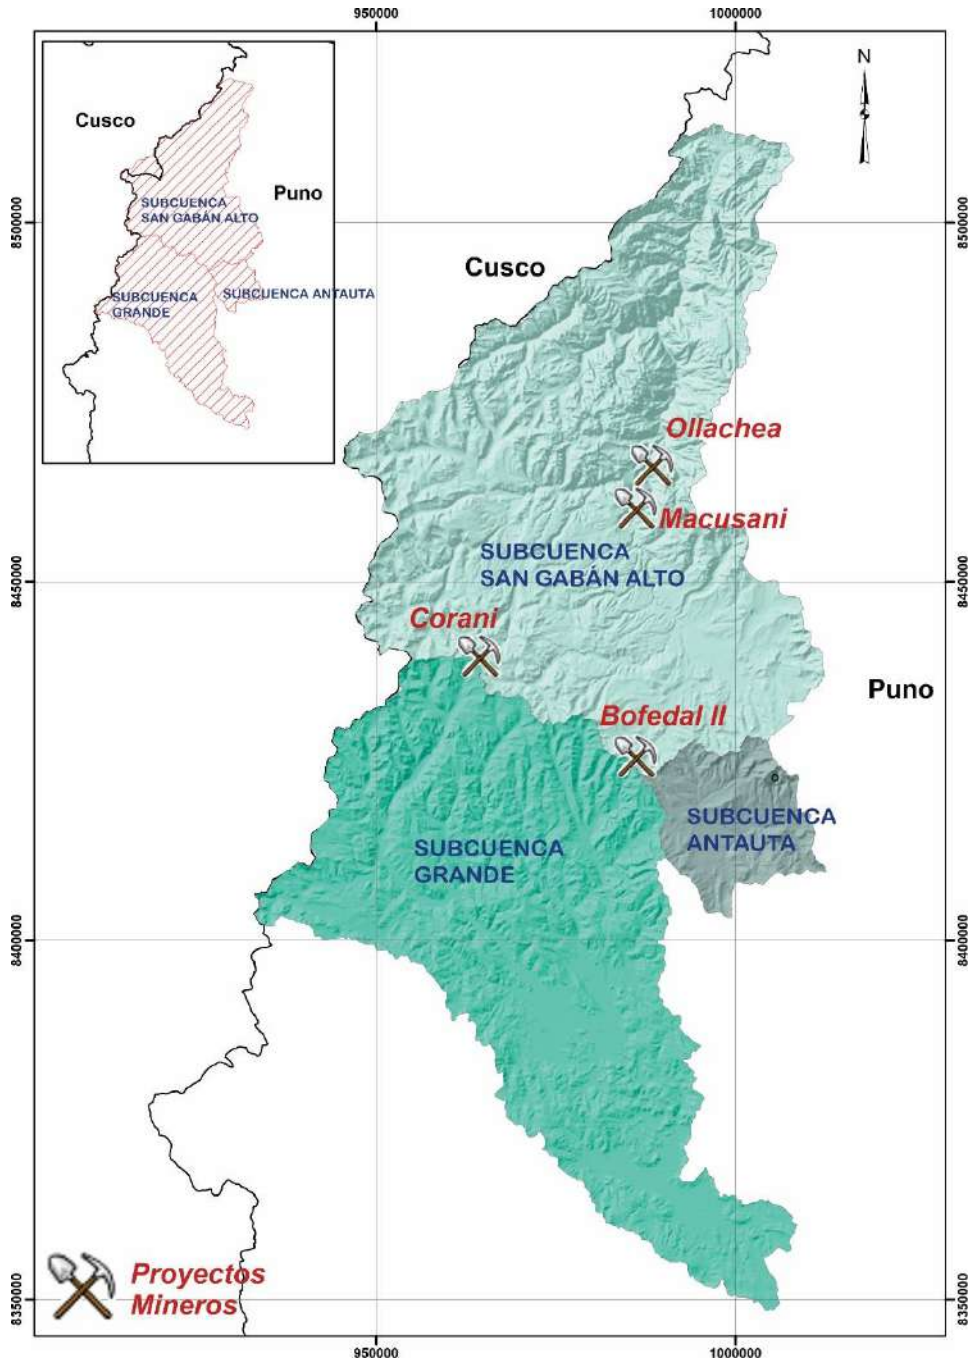 950000
1000000
N
Cusco
Puno
SUBCUENCA
SAN GABÁN ALTO
SUBCUENCA
GRANDE
SUBCUENCA ANTAUTA
8500000
8500000
Cusco
Ollachea
Macusani
SUBCUENCA
SAN GABÁN ALTO
8450000
8450000
Corani
Puno
Bofedal II
SUBCUENCA
ANTAUTA
SUBCUENCA
GRANDE
8400000
8400000
Proyectos
Mineros
8350000
8350000
950000
1000000